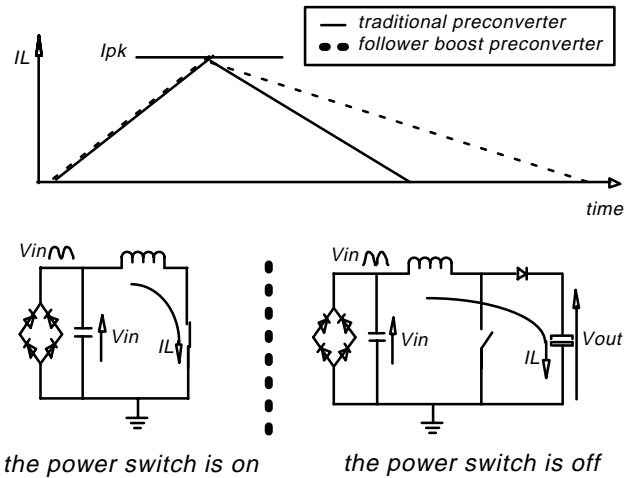 traditional preconverter
follower boost preconverter
IL
Ipk
time
Vin
Vin
IL
Vin
Vin
IL
Vout
the power switch is on
the power switch is off